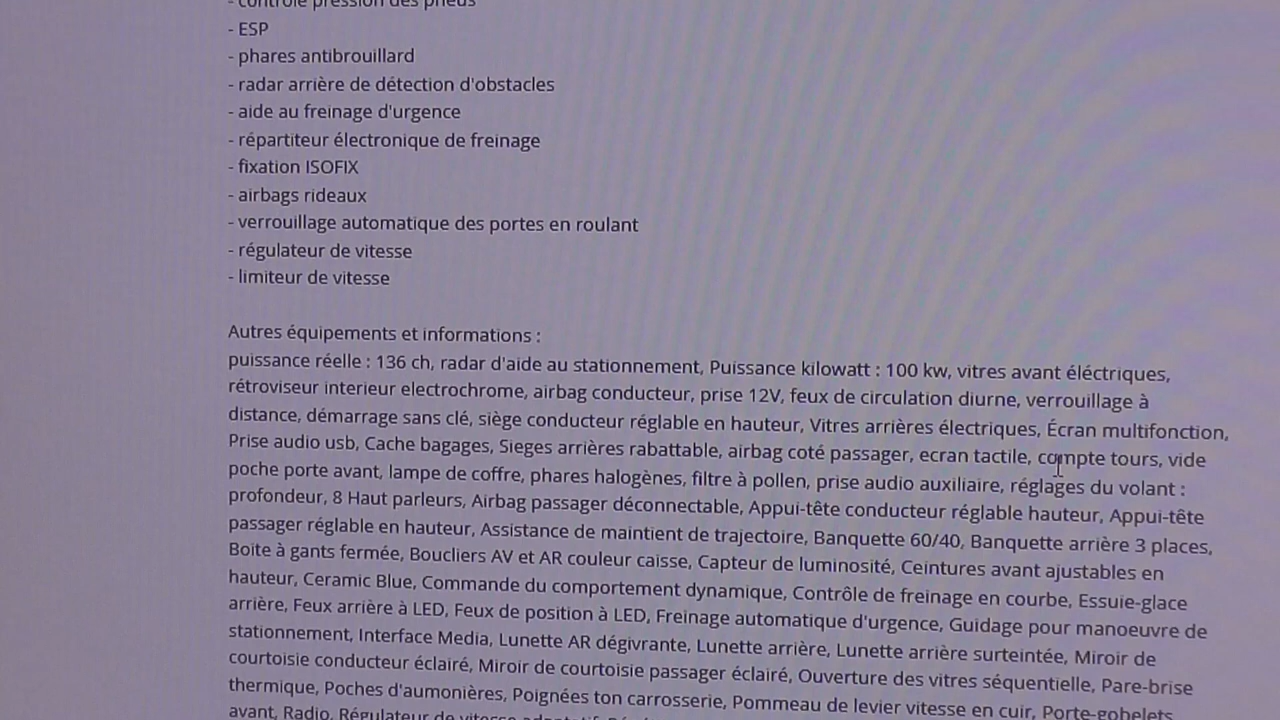 - contrôle pression des pneus
- ESP
- phares antibrouillard
- radar arrière de détection d'obstacles
- aide au freinage d'urgence
- répartiteur électronique de freinage
- fixation ISOFIX
- airbags rideaux
- verrouillage automatique des portes en roulant
- régulateur de vitesse
- limiteur de vitesse
Autres équipements et informations :
puissance réelle : 136 ch, radar d'aide au stationnement, Puissance kilowatt : 100 kw, vitres avant éléctriques,
rétroviseur interieur electrochrome, airbag conducteur, prise 12V, feux de circulation diurne, verrouillage à
distance, démarrage sans clé, siège conducteur réglable en hauteur, Vitres arrières électriques, Écran multifonction,
Prise audio usb, Cache bagages, Sieges arrières rabattable, airbag coté passager, ecran tactile, compte tours, vide
poche porte avant, lampe de coffre, phares halogènes, filtre à pollen, prise audio auxiliaire, réglages du volant :
profondeur, 8 Haut parleurs, Airbag passager déconnectable, Appui-tête conducteur réglable hauteur, Appui-tête
passager réglable en hauteur, Assistance de maintient de trajectoire, Banquette 60/40, Banquette arrière 3 places,
Boite à gants fermée, Boucliers AV et AR couleur caisse, Capteur de luminosité, Ceintures avant ajustables en
hauteur, Ceramic Blue, Commande du comportement dynamique, Contrôle de freinage en courbe, Essuie-glace
arrière, Feux arrière à LED, Feux de position à LED, Freinage automatique d'urgence, Guidage pour manoeuvre de
stationnement, Interface Media, Lunette AR dégivrante, Lunette arrière, Lunette arrière surteintée, Miroir de
courtoisie conducteur éclairé, Miroir de courtoisie passager éclairé, Ouverture des vitres séquentielle, Pare-brise
thermique, Poches d'aumonières, Poignées ton carrosserie, Pommeau de levier vitesse en cuir, Porte-gobelets
avant, Radio, Régulateur de vitesse adaptatif,